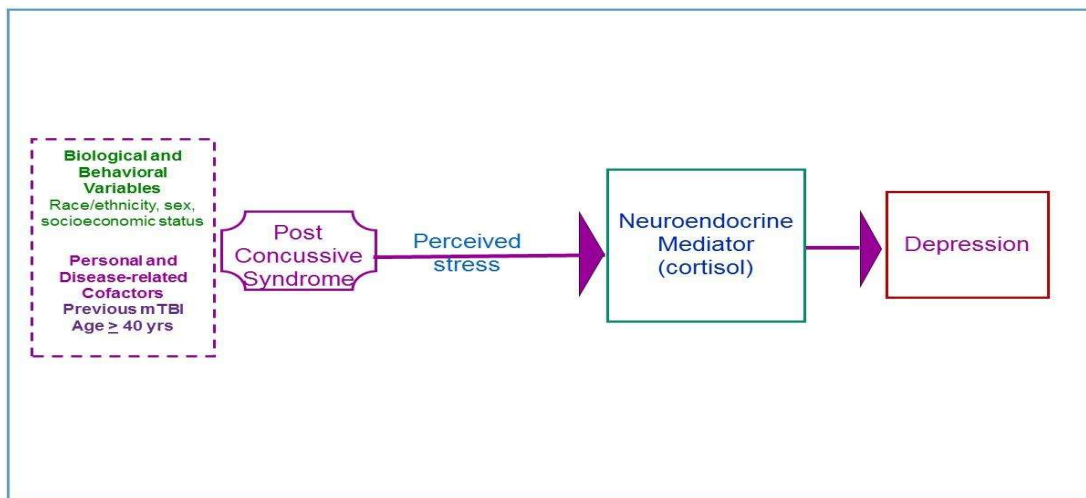 Biological and
Behavioral
Variables
Race/ethnicity, sex,
socioeconomic status
Personal and
Disease-related
Cofactors
Previous mTBI
Age ≥ 40 yrs
Post
Concussive
Syndrome
Perceived
stress
Neuroendocrine
Mediator
(cortisol)
Depression